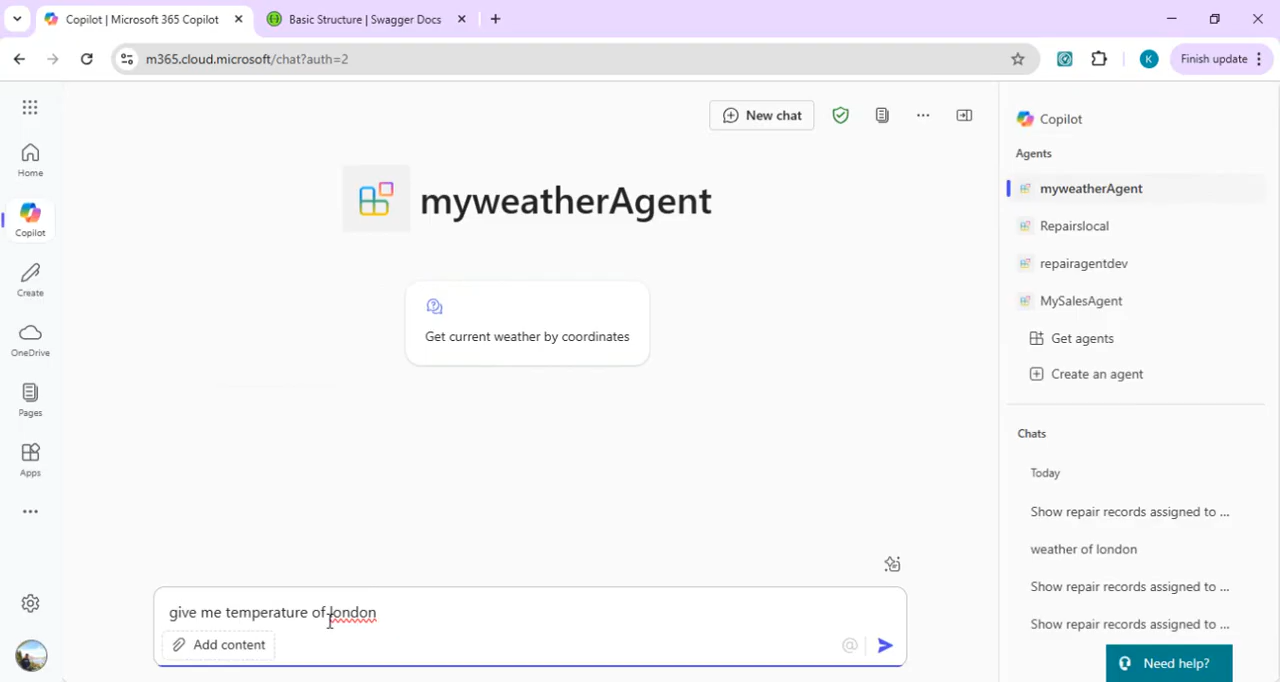 Copilot | Microsoft 365 Copilot
Basic Structure | Swagger Docs
m365.cloud.microsoft/chat?auth=2
K
Finish update
Home
Copilot
Create
OneDrive
Pages
Apps
New chat
myweatherAgent
Get current weather by coordinates
give me temperature of london
Add content
@
Copilot
Agents
myweatherAgent
Repairslocal
repairagentdev
MySalesAgent
Get agents
Create an agent
Chats
Today
Show repair records assigned to ...
weather of london
Show repair records assigned to ...
Show repair records assigned to ...
Need help?